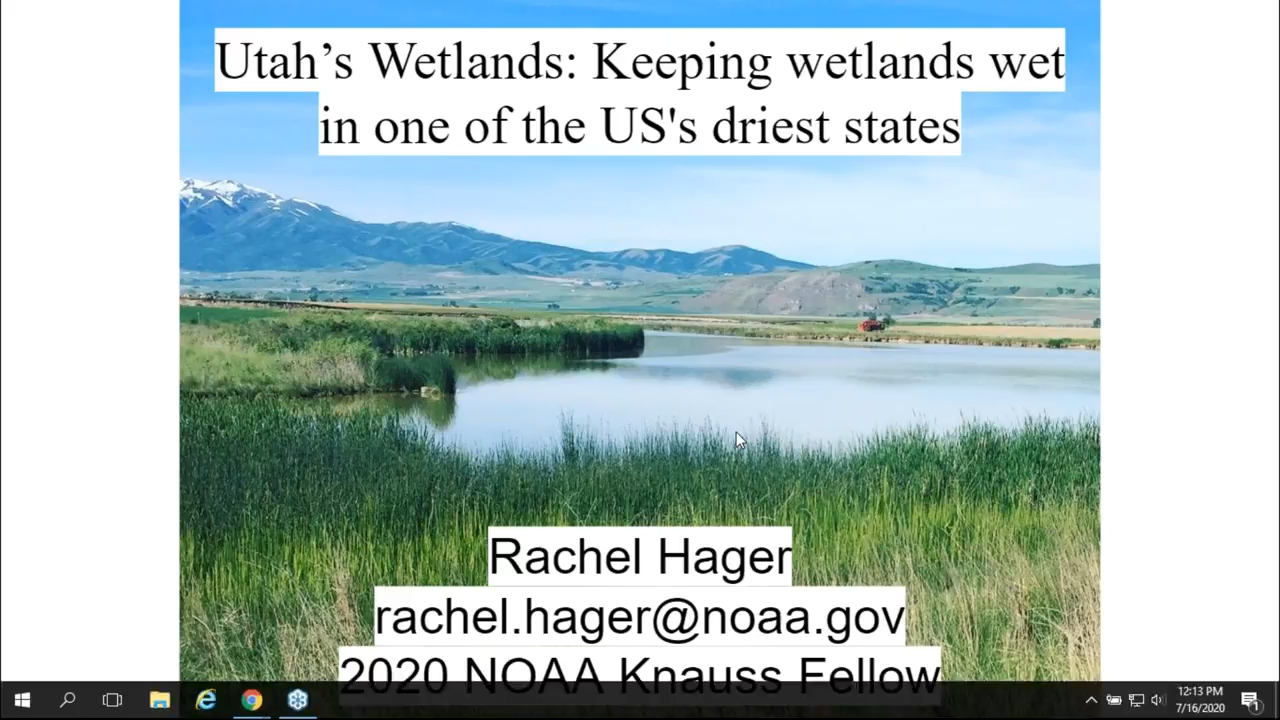 Utah’s Wetlands: Keeping wetlands wet
in one of the US's driest states
Rachel Hager
rachel.hager@noaa.gov
2020 NOAA Knauss Fellow
12:13 PM
7/16/2020
1